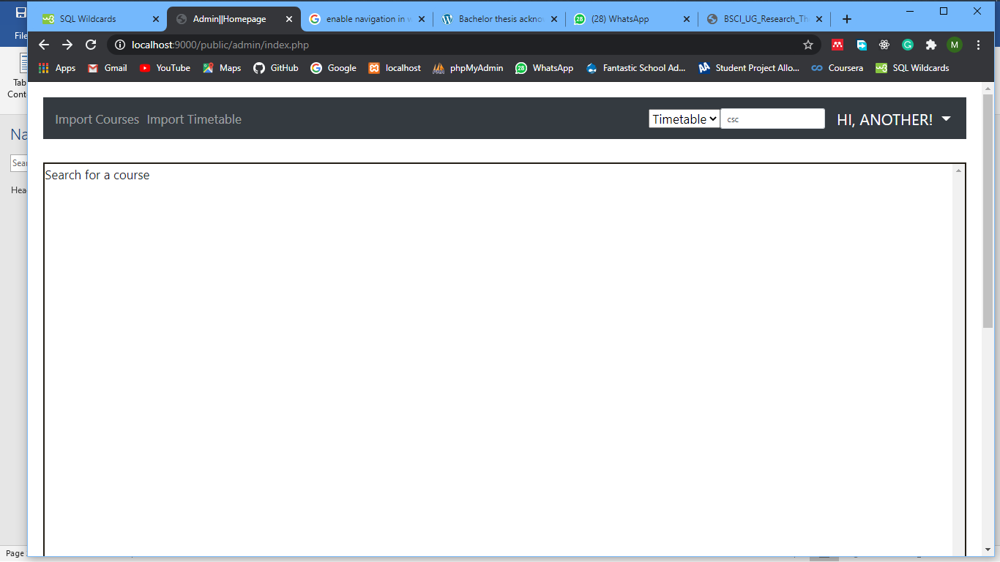 SQL Wildcards
Admin||Homepage
enable navigation in w
Bachelor thesis ackno
28 (28) WhatsApp
BSCI_UG_Research_Th
File
localhost:9000/public/admin/index.php
M
Apps
Gmail
YouTube
Maps
GitHub
Google
localhost
phpMyAdmin
28 WhatsApp
Fantastic School Ad...
Student Project Allo...
Coursera
SQL Wildcards
Tab
Cont
Import Courses Import Timetable
Timetable
csc
HI, ANOTHER!
Na
Sear
Hea
Search for a course
Page